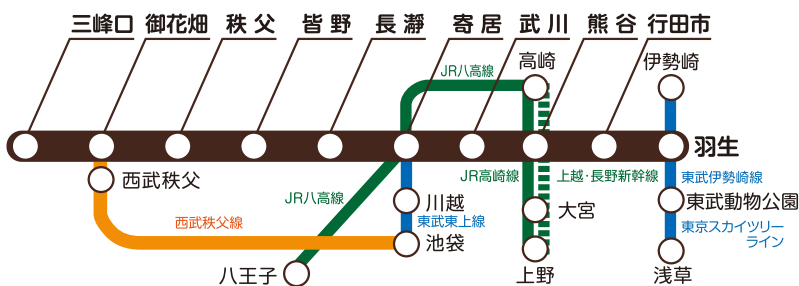 三峰口
御花畑
秩父
皆野
長瀞
寄居
武川
熊谷
行田市
JR八高線
高崎
伊勢崎
羽生
西武秩父
JR八高線
JR高崎線
上越・長野新幹線
東武伊勢崎線
川越
大宮
東武動物公園
西武秩父線
東武東上線
池袋
東京スカイツリー
ライン
八王子
上野
浅草